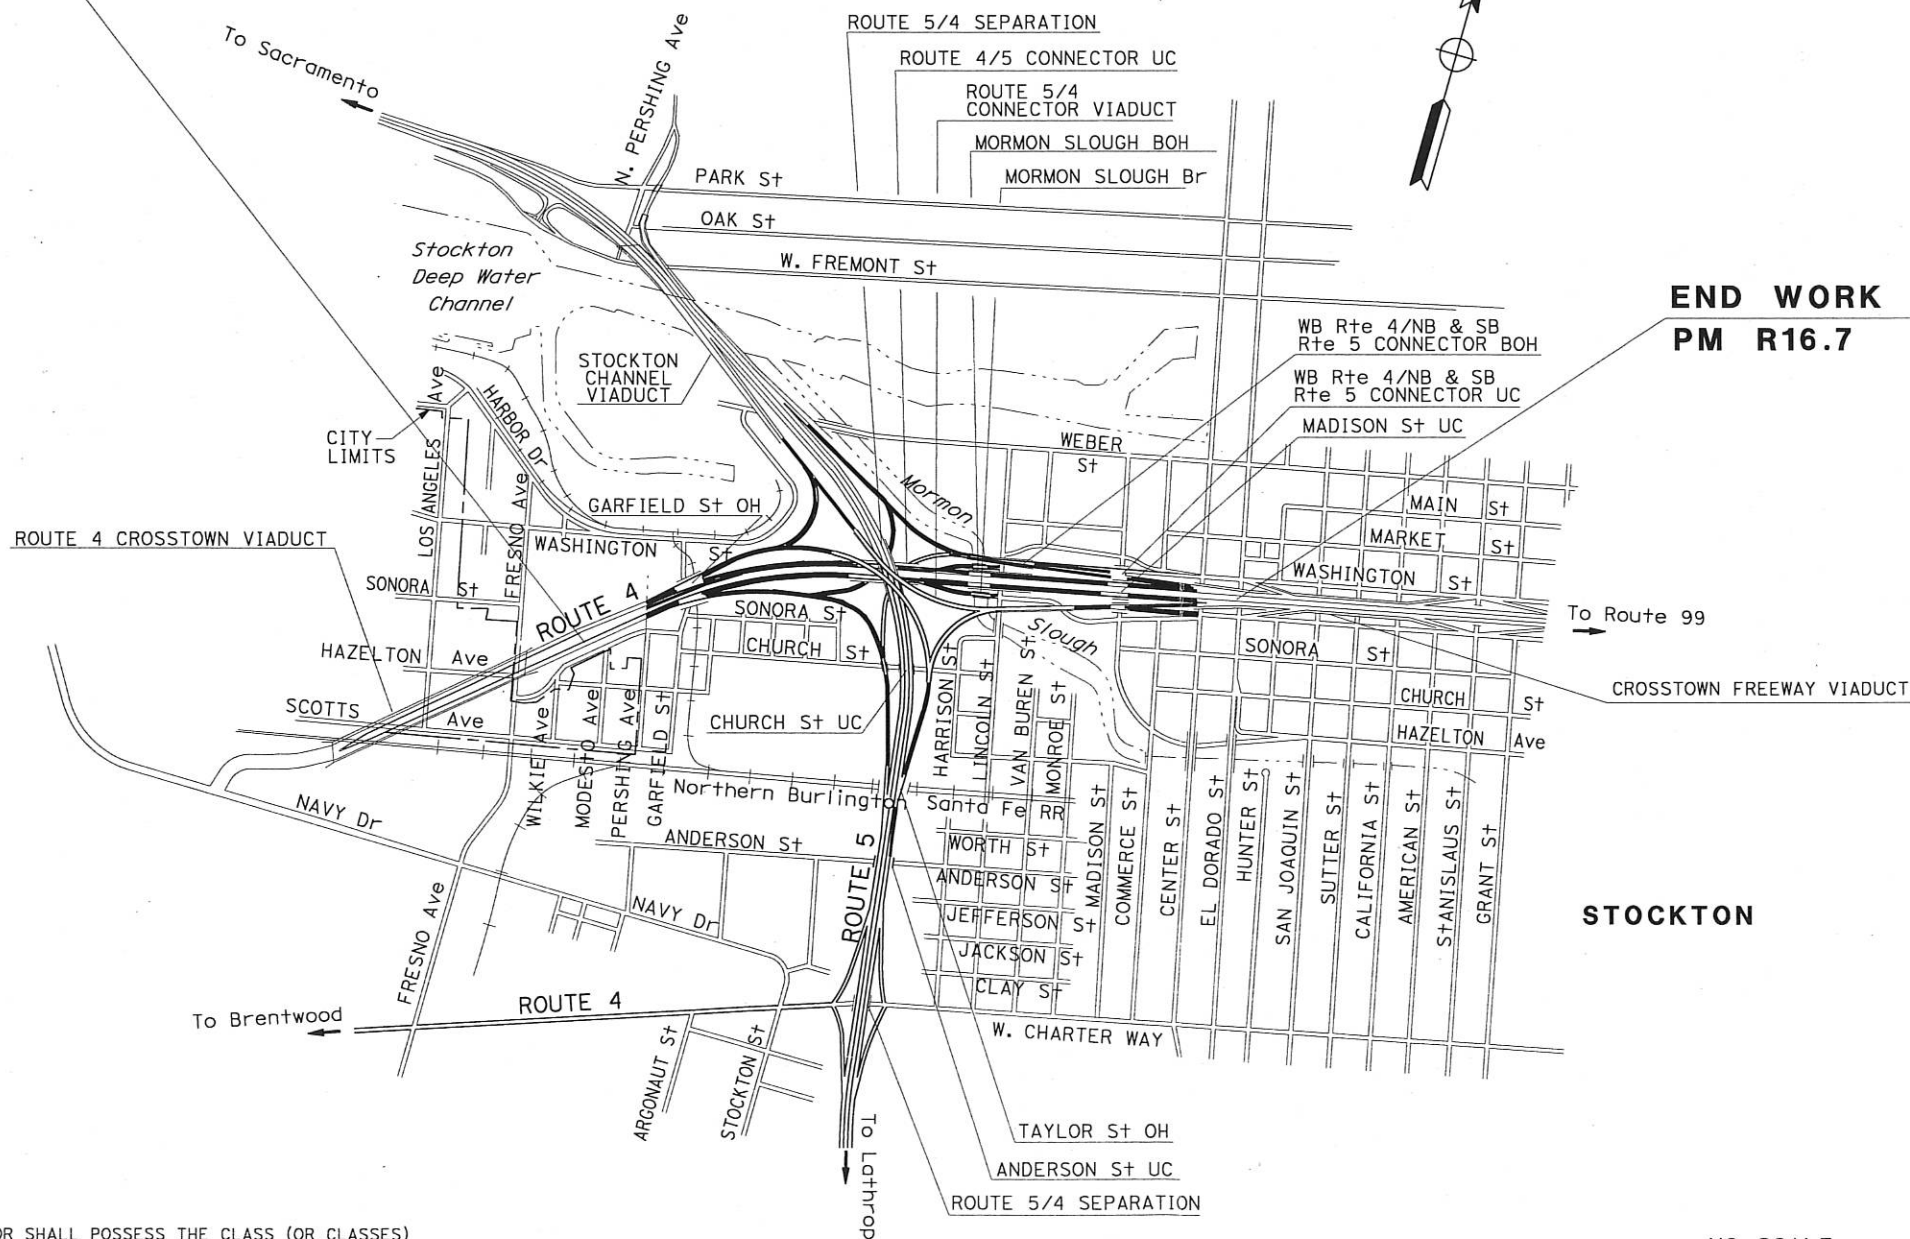 ROUTE 5/4 SEPARATION
To Sacramento
N. PERSHING Ave
ROUTE 4/5 CONNECTOR UC
ROUTE 5/4
CONNECTOR VIADUCT
MORMON SLOUGH BOH
MORMON SLOUGH Br
PARK St
OAK St
W. FREMONT St
Stockton
Deep Water
Channel
END WORK
PM R16.7
WB Rte 4/NB & SB
Rte 5 CONNECTOR BOH
STOCKTON
CHANNEL
VIADUCT
WB Rte 4/NB & SB
Rte 5 CONNECTOR UC
MADISON St UC
HARBOR Dr
CITY
LIMITS
LOS ANGELES Ave
FRESNO Ave
WEBER
St
Mormon
Slough
GARFIELD St OH
MAIN St
MARKET St
WASHINGTON St
WASHINGTON St
ROUTE 4 CROSSTOWN VIADUCT
SONORA St
ROUTE 4
SONORA St
CHURCH St
To Route 99
SONORA St
HAZELTON Ave
SCOTTS Ave
CHURCH St UC
CROSSTOWN FREEWAY VIADUCT
CHURCH St
HAZELTON Ave
WILKIE Ave
MODESTO Ave
PERSHING Ave
GARFIELD St
HARRISON St
LINCOLN St
VAN BUREN St
MONROE St
MADISON St
COMMERCE St
CENTER St
EL DORADO St
HUNTER St
SAN JOAQUIN St
SUTTER St
CALIFORNIA St
AMERICAN St
StANISLAUS St
GRANT St
Northern Burlington Santa Fe RR
NAVY Dr
ANDERSON St
ROUTE 5
WORTH St
ANDERSON St
JEFFERSON St
JACKSON St
CLAY St
STOCKTON
NAVY Dr
FRESNO Ave
To Brentwood
ROUTE 4
W. CHARTER WAY
ARGONAUT St
STOCKTON St
To Lathrop
TAYLOR St OH
ANDERSON St UC
ROUTE 5/4 SEPARATION
OR SHALL POSSESS THE CLASS (OR CLASSES)